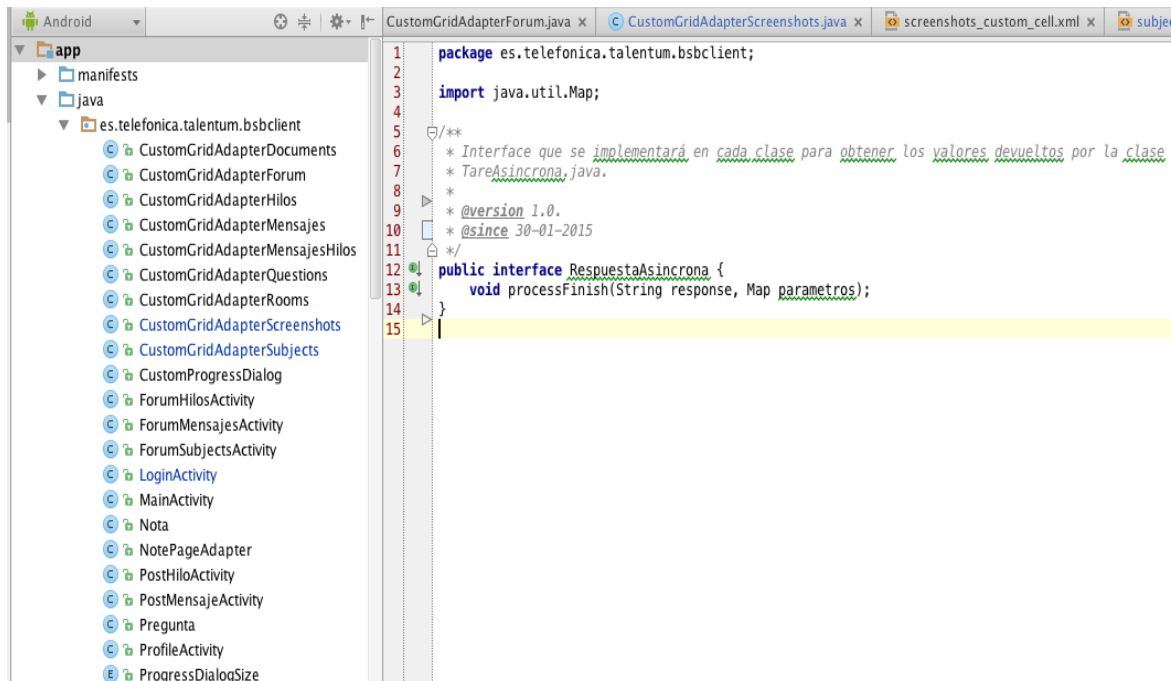 Android
CustomGridAdapterForum.java
CustomGridAdapterScreenshots.java
screenshots_custom_cell.xml
subje
app
manifests
java
es.telefonica.talentum.bsbclient
CustomGridAdapterDocuments
CustomGridAdapterForum
CustomGridAdapterHilos
CustomGridAdapterMensajes
CustomGridAdapterMensajesHilos
CustomGridAdapterQuestions
CustomGridAdapterRooms
CustomGridAdapterScreenshots
CustomGridAdapterSubjects
CustomProgressDialog
ForumHilosActivity
ForumMensajesActivity
ForumSubjectsActivity
LoginActivity
MainActivity
Nota
NotePageAdapter
PostHiloActivity
PostMensajeActivity
Pregunta
ProfileActivity
ProgressDialogSize
1 package es.telefonica.talentum.bsbclient;
2
3 import java.util.Map;
4
5 /**
6 * Interface que se implementará en cada clase para obtener los valores devueltos por la clase
7 * TareAsincrona.java.
8 *
9 * @version 1.0.
10 * @since 30-01-2015
11 */
12 public interface RespuestaAsincrona {
13 void processFinish(String response, Map parametros);
14 }
15